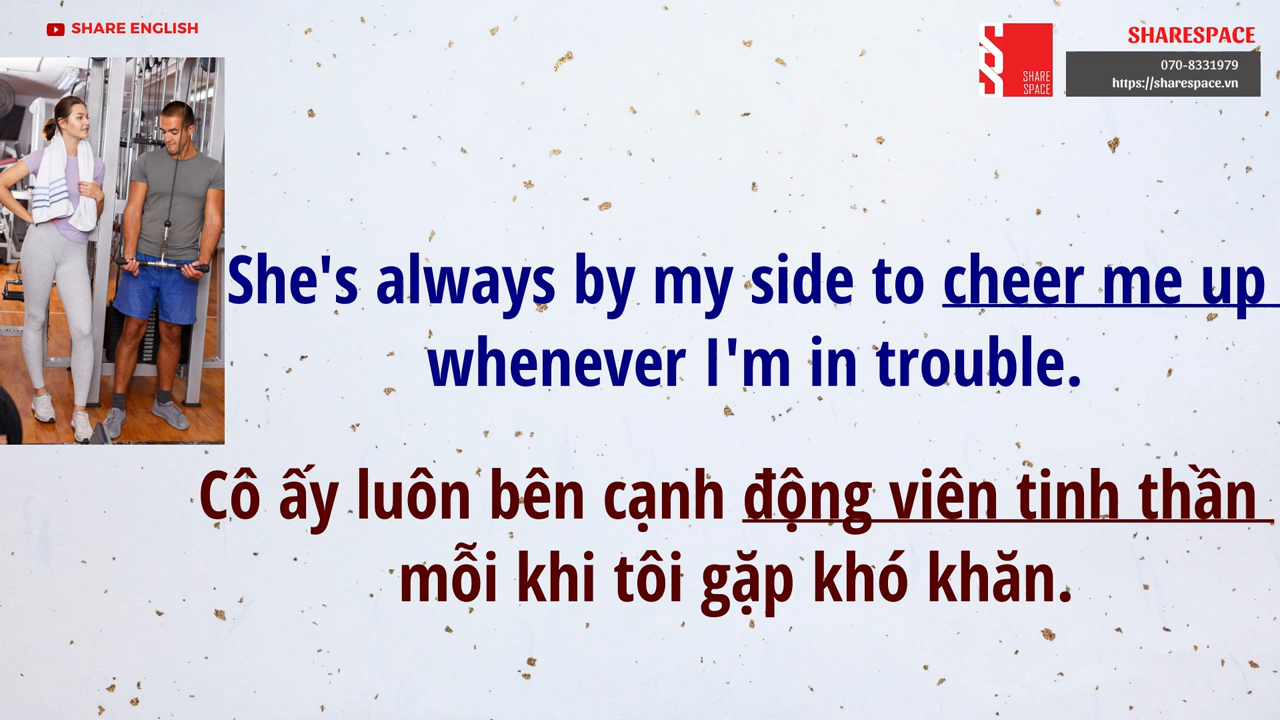 SHARE ENGLISH
SHARESPACE
070-8331979
https://sharespace.vn
SHARE
SPACE
She's always by my side to cheer me up
whenever I'm in trouble.
Cô ấy luôn bên cạnh động viên tinh thần
mỗi khi tôi gặp khó khăn.